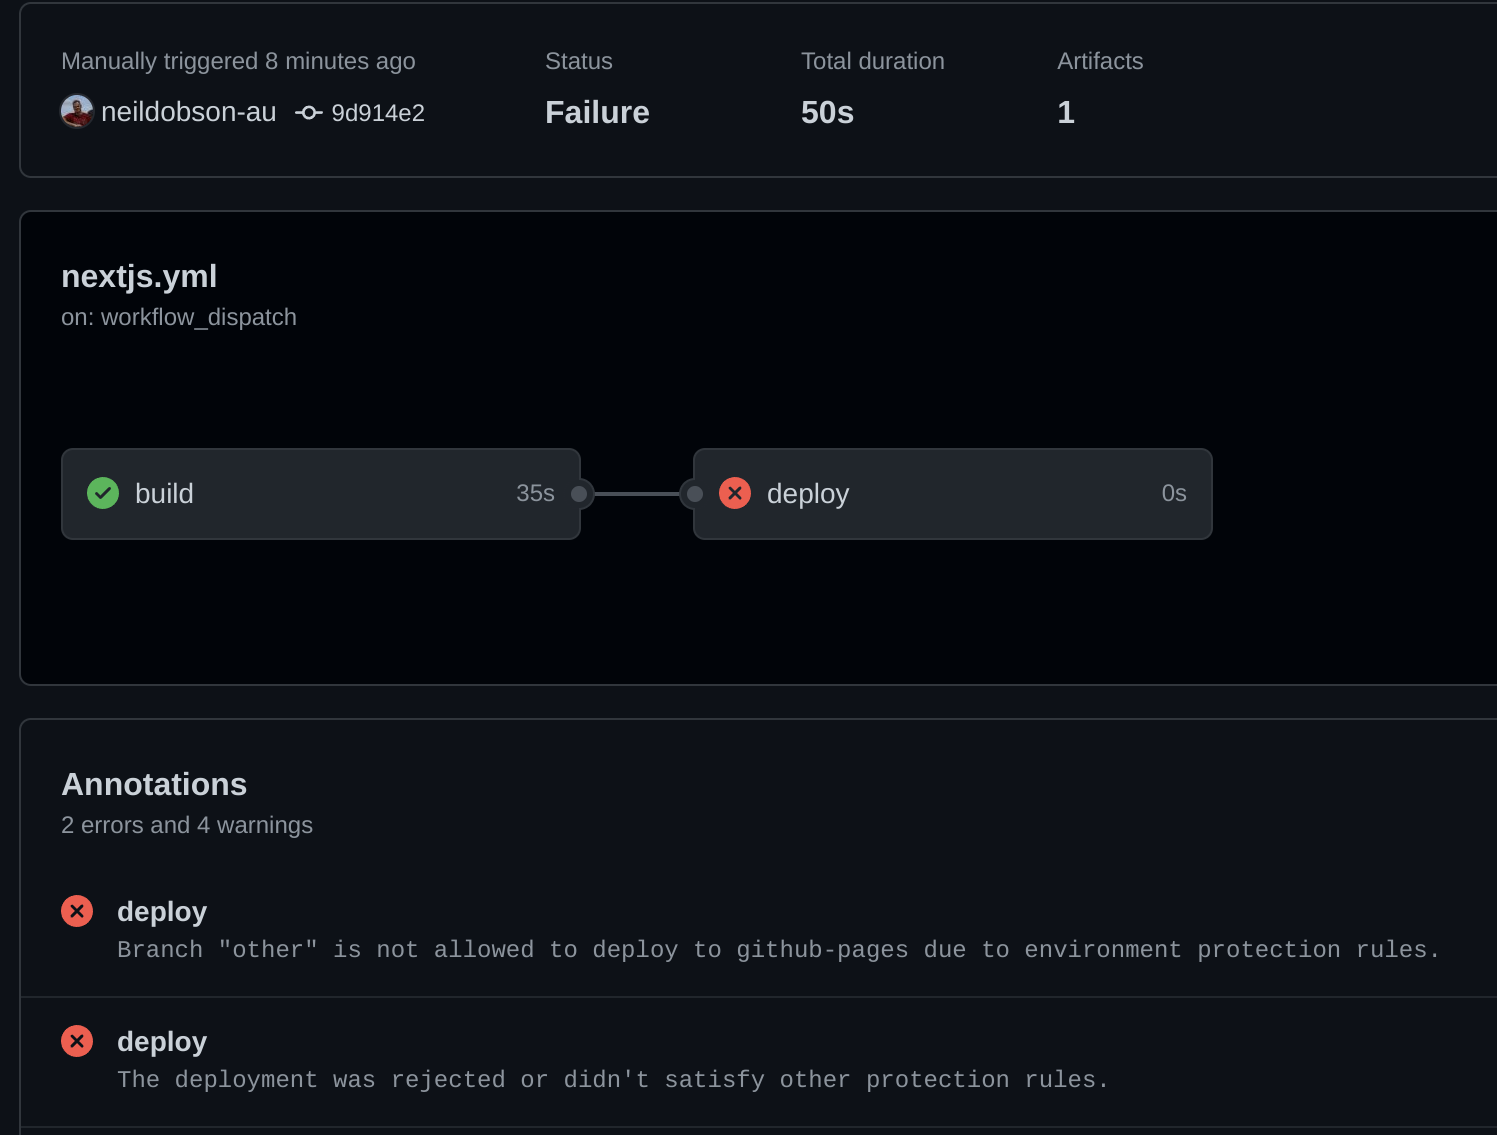 Manually triggered 8 minutes ago
neildobson-au 9d914e2
Status
Failure
Total duration
50s
Artifacts
1
nextjs.yml
on: workflow_dispatch
build 35s
deploy 0s
Annotations
2 errors and 4 warnings
deploy
Branch "other" is not allowed to deploy to github-pages due to environment protection rules.
deploy
The deployment was rejected or didn't satisfy other protection rules.